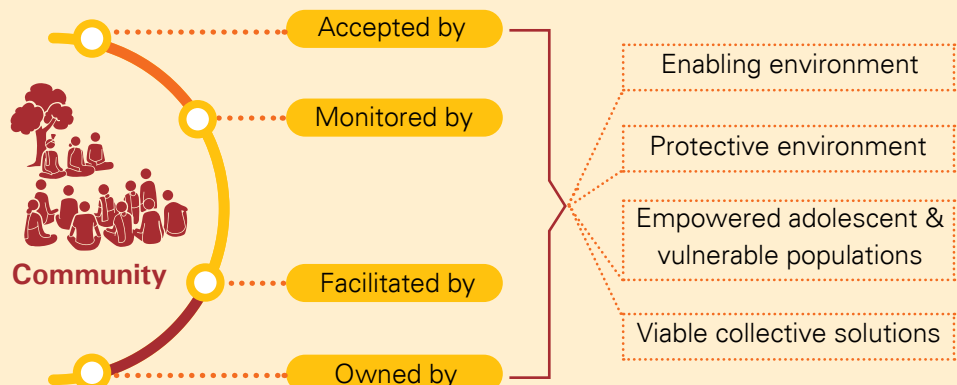 Accepted by
Monitored by
Community
Facilitated by
Owned by
Enabling environment
Protective environment
Empowered adolescent &
vulnerable populations
Viable collective solutions